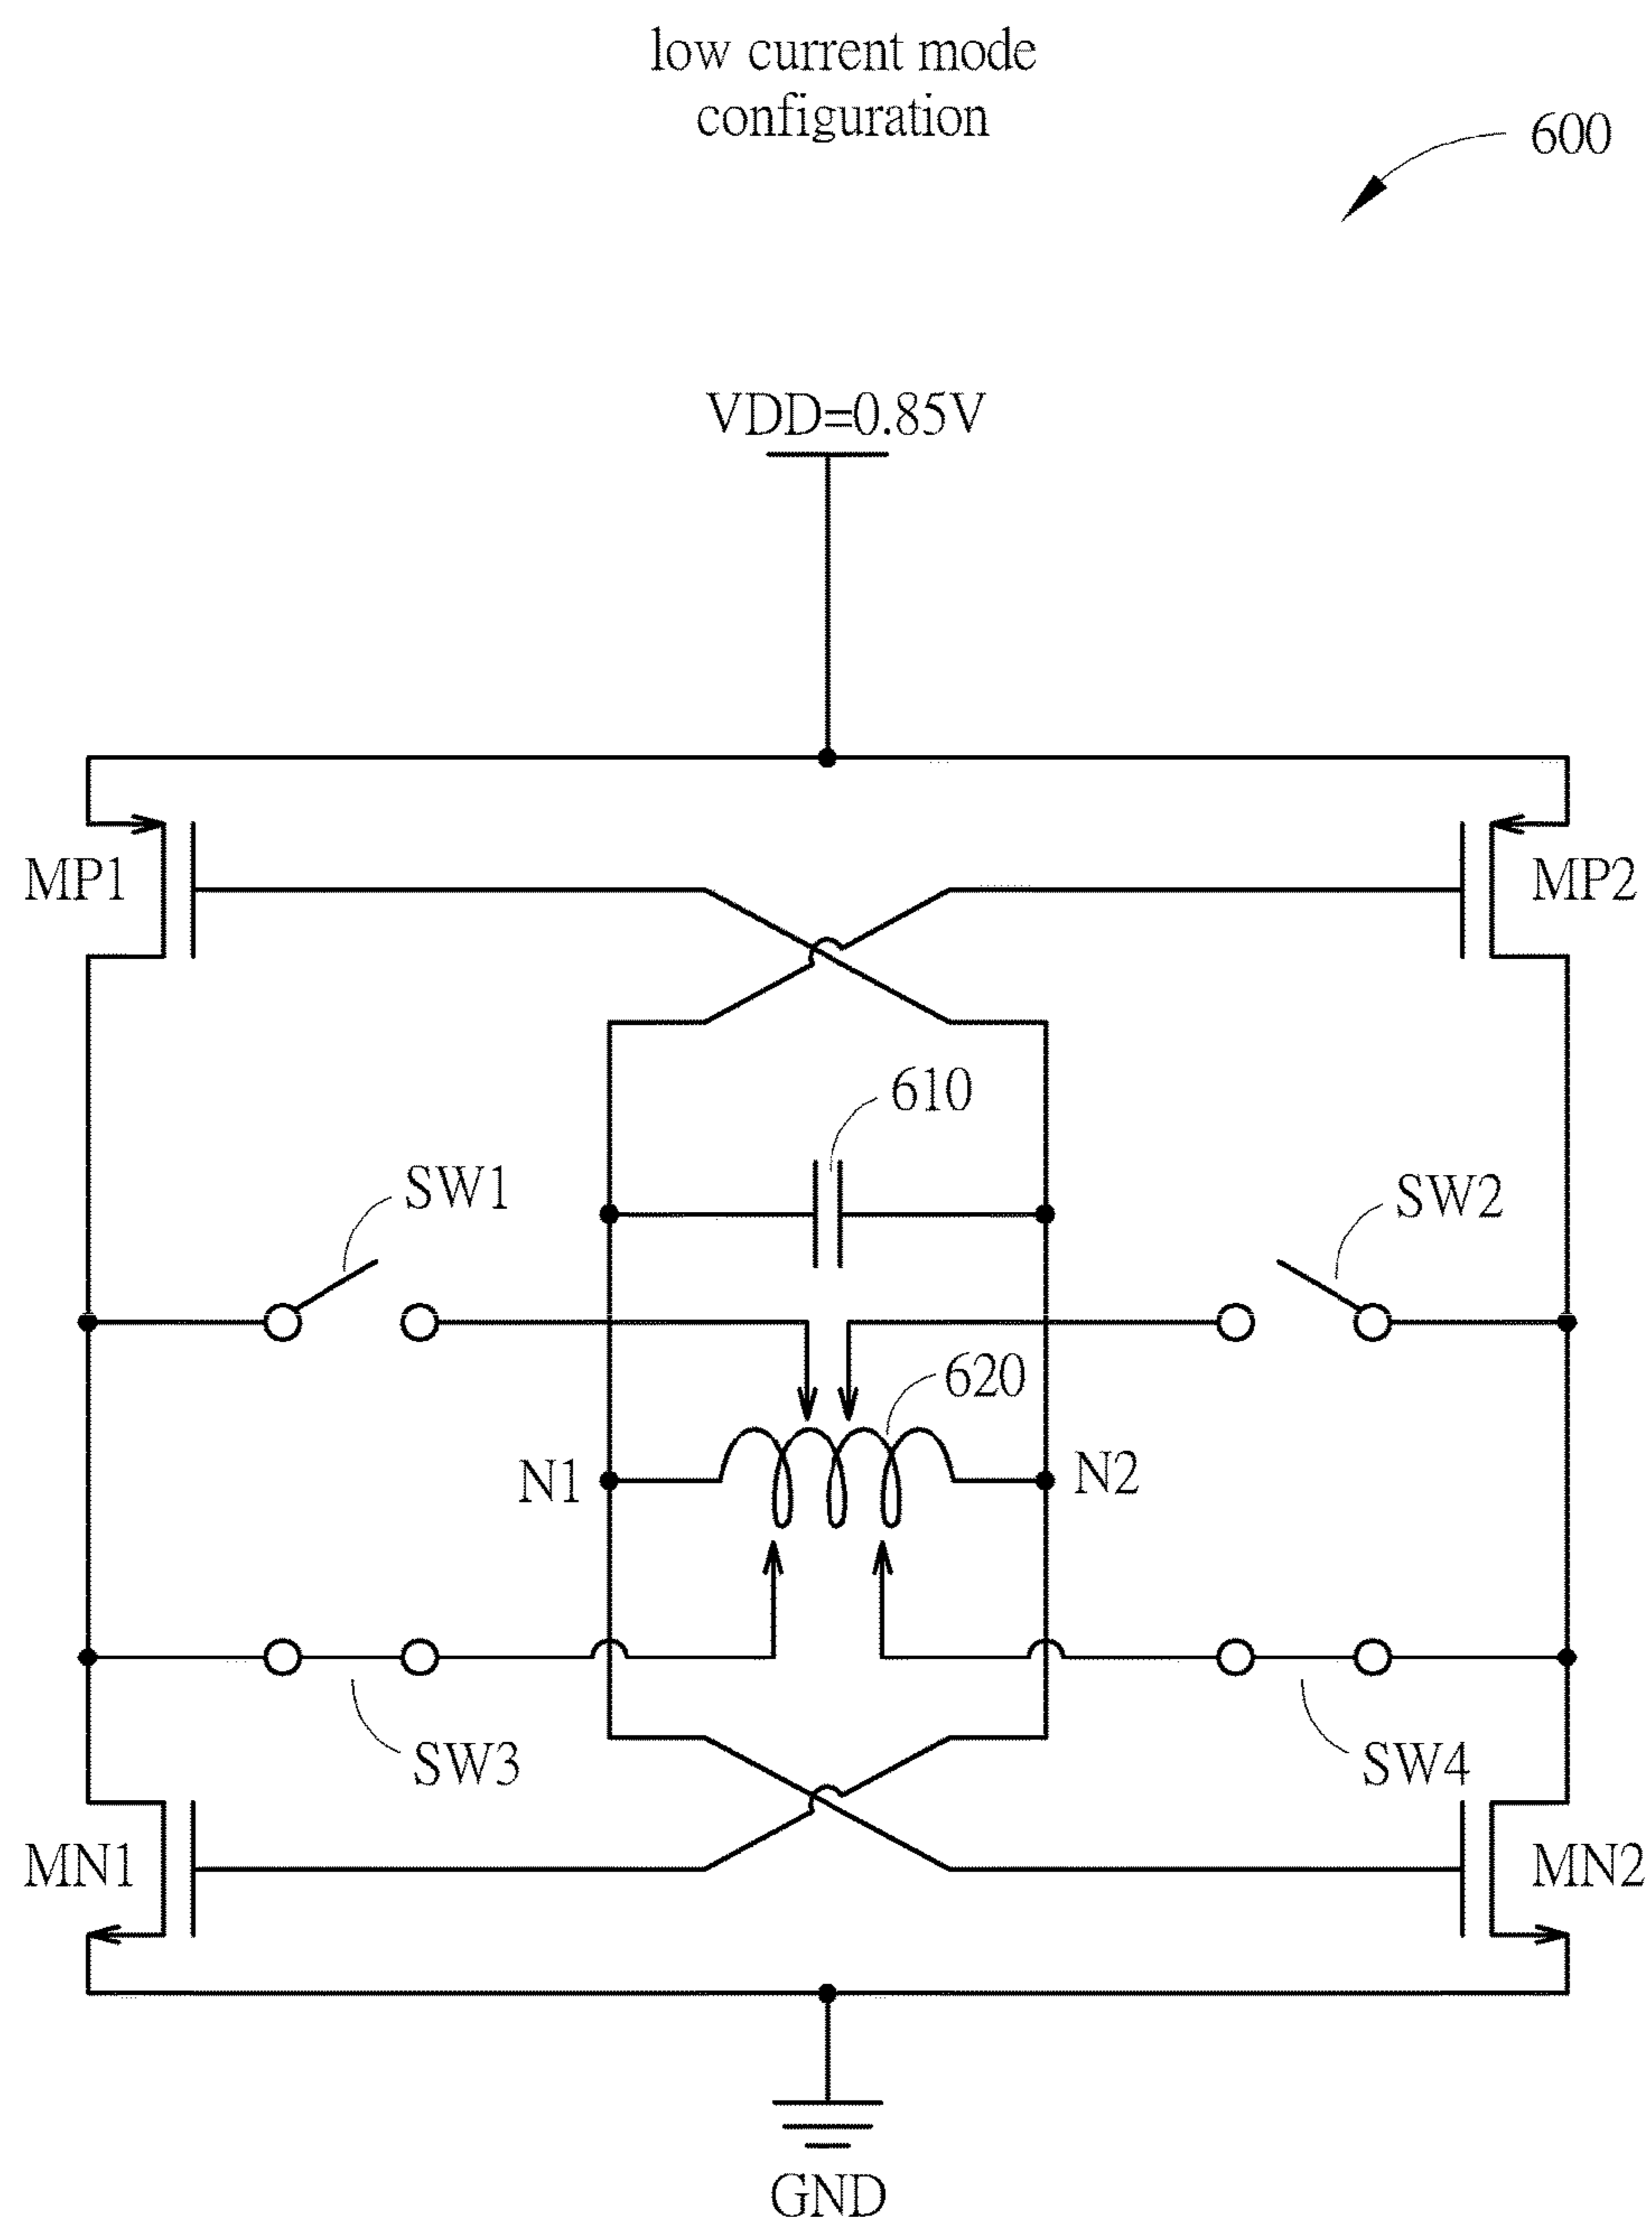 low current mode
configuration
600
VDD=0.85V
MP1
MP2
610
SW1
SW2
620
N1
N2
SW3
SW4
MN1
MN2
GND